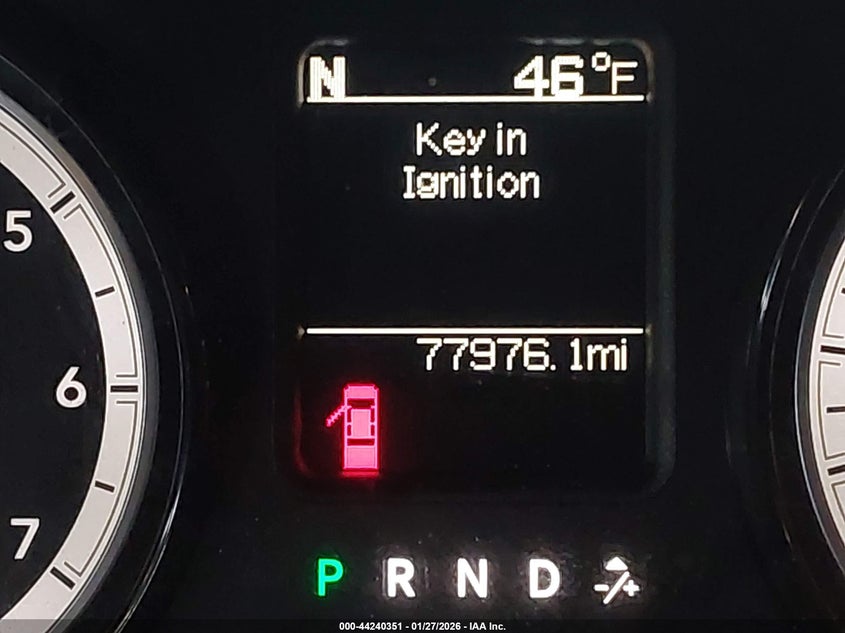 N 46°F
Key in
Ignition
5
77976.1mi
6
7
P R N D -/+
000-44240351 - 01/27/2026 - IAA Inc.